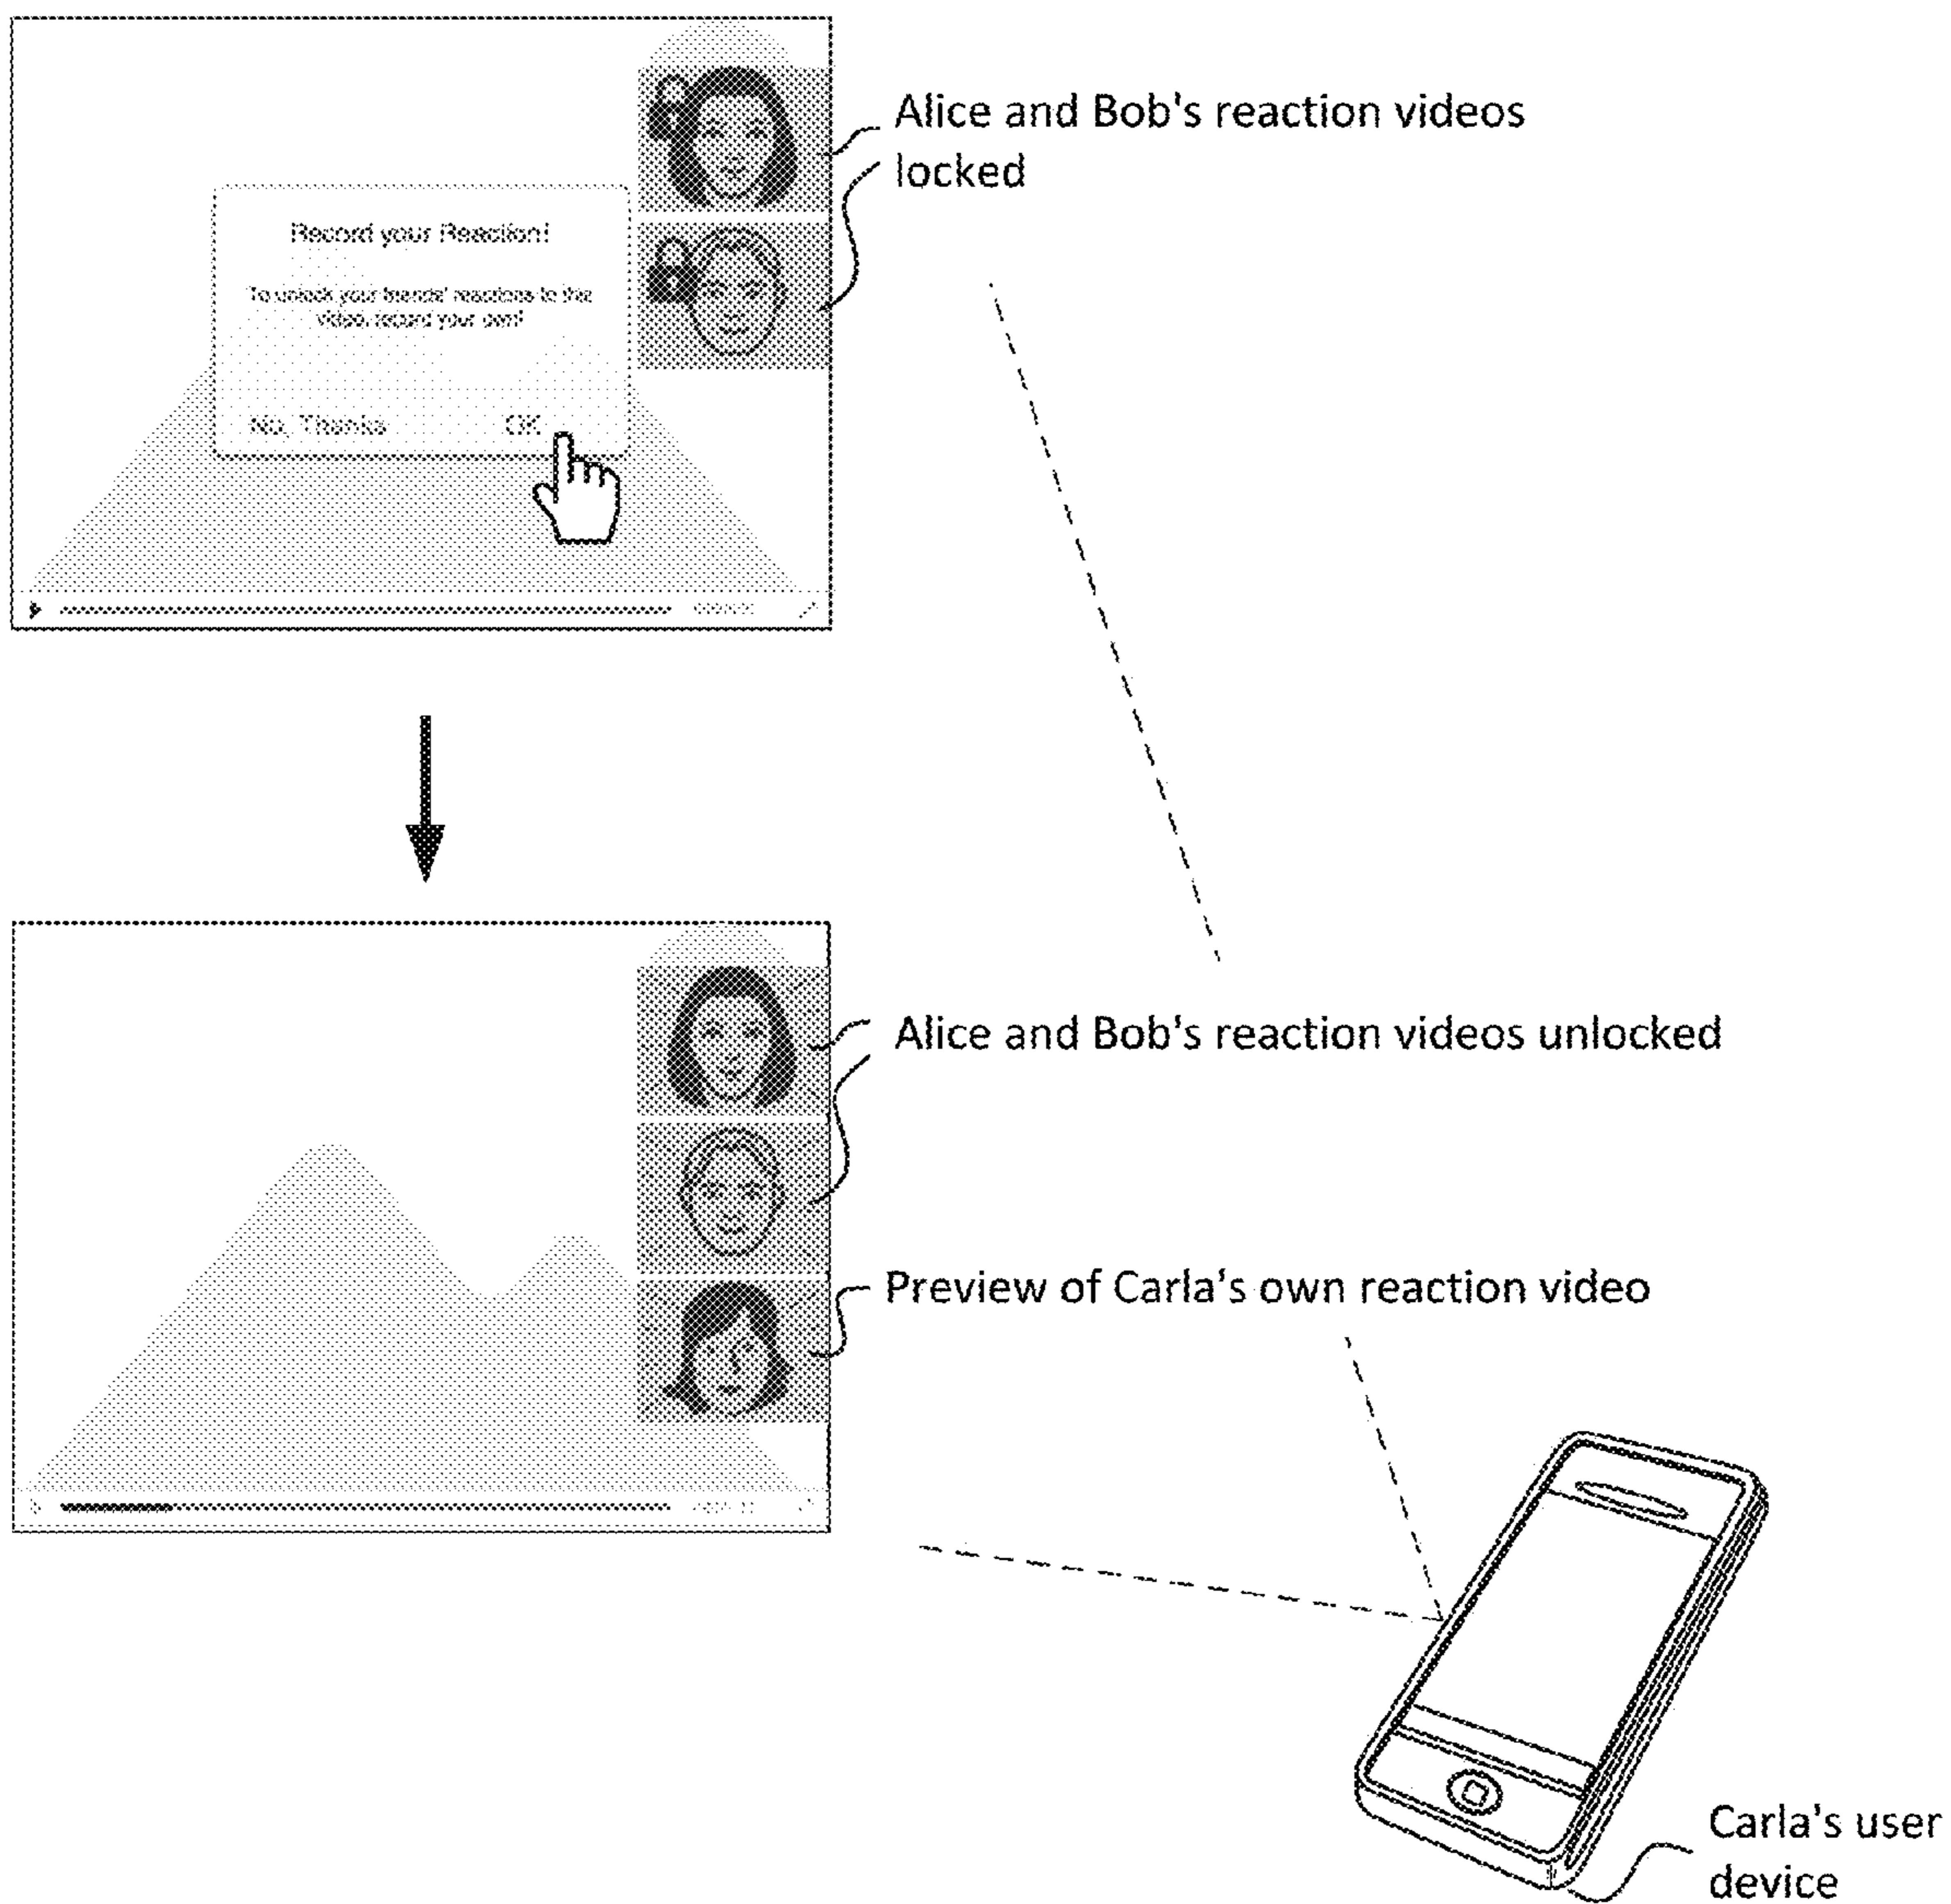 Alice and Bob's reaction videos
locked
Record your Reaction!
To unlock your friends' reactions to this
video, record your own!
No, Thanks OK
Alice and Bob's reaction videos unlocked
Preview of Carla's own reaction video
Carla's user
device